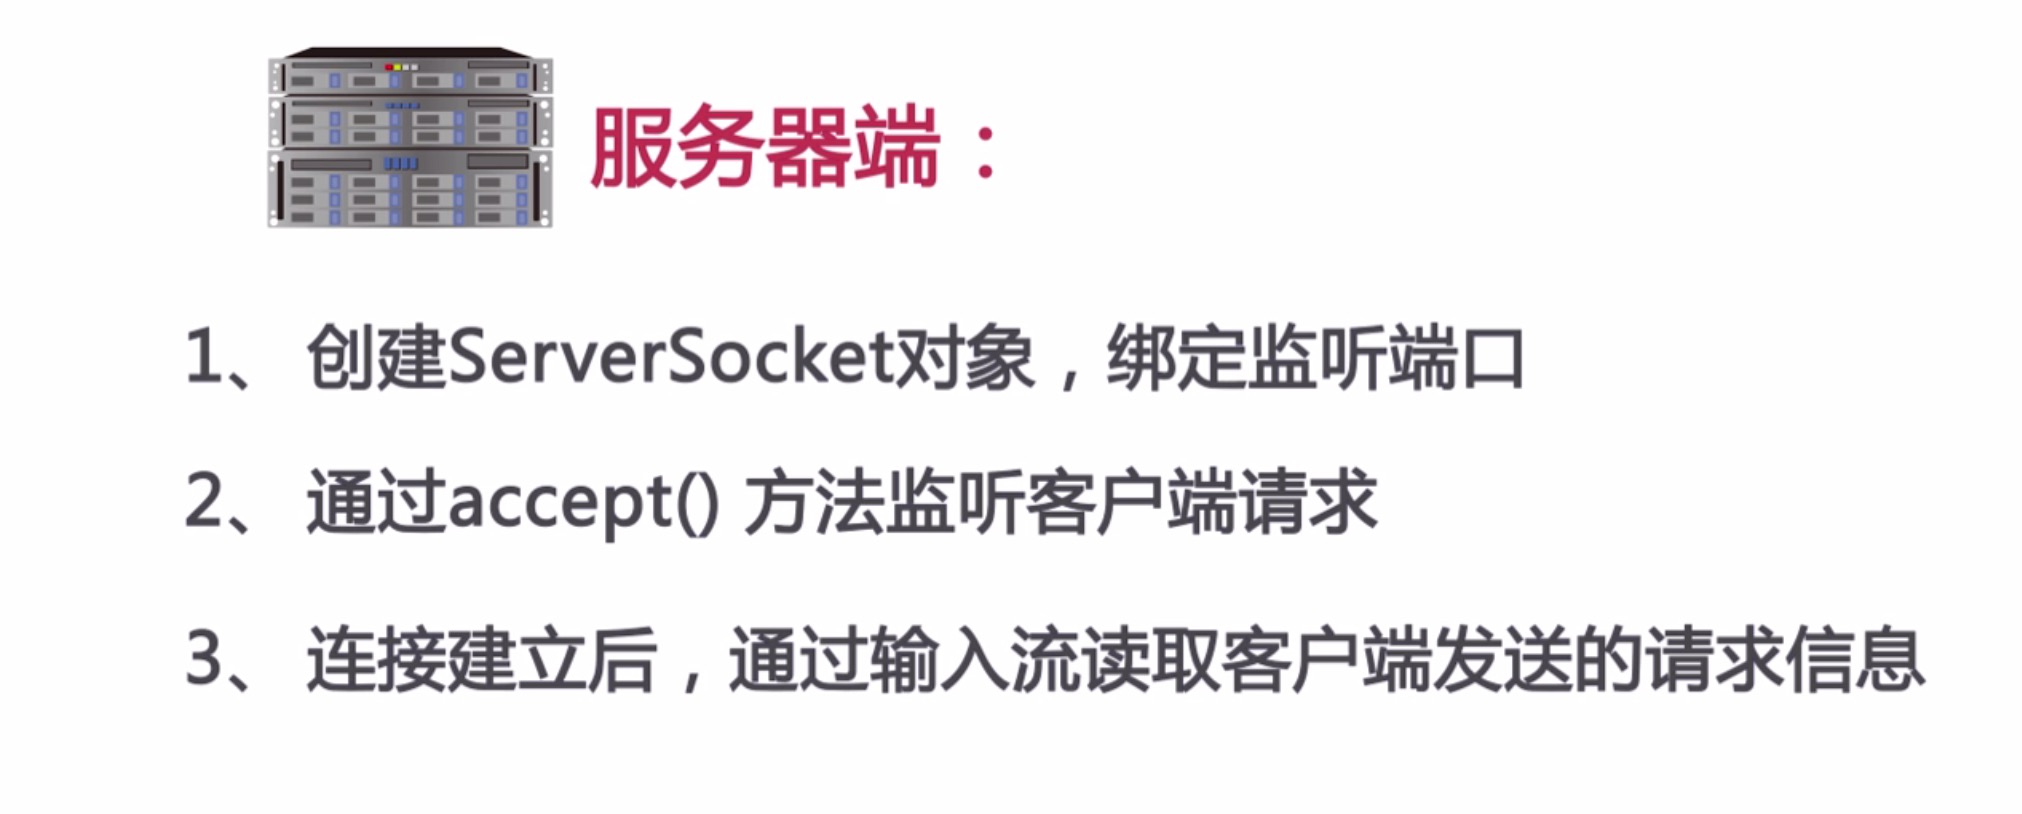 服务器端：
1、 创建ServerSocket对象，绑定监听端口
2、 通过accept() 方法监听客户端请求
3、 连接建立后，通过输入流读取客户端发送的请求信息